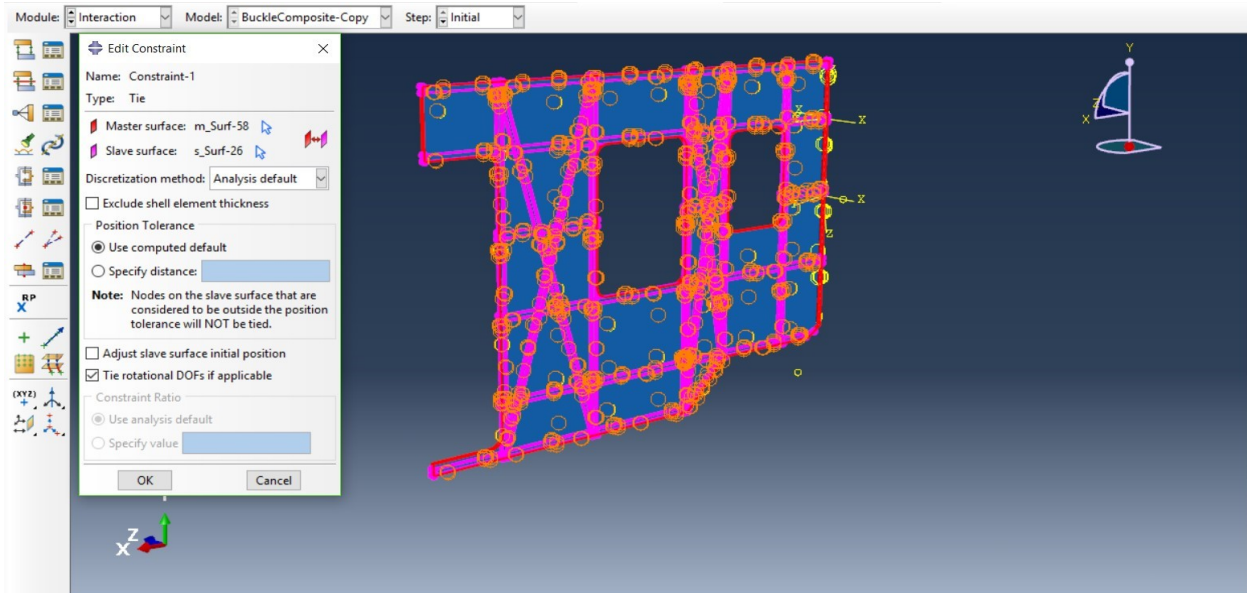 Module: Interaction Model: BuckleComposite-Copy Step: Initial
Edit Constraint
Name: Constraint-1
Type: Tie
Master surface: m_Surf-58
Slave surface: s_Surf-26
Discretization method: Analysis default
Exclude shell element thickness
Position Tolerance
Use computed default
Specify distance:
Note: Nodes on the slave surface that are
considered to be outside the position
tolerance will NOT be tied.
Adjust slave surface initial position
Tie rotational DOFs if applicable
Constraint Ratio
Use analysis default
Specify value
OK Cancel
RP
X
(XYZ)
Y
Z
X
X
X
X
Z
Z
X